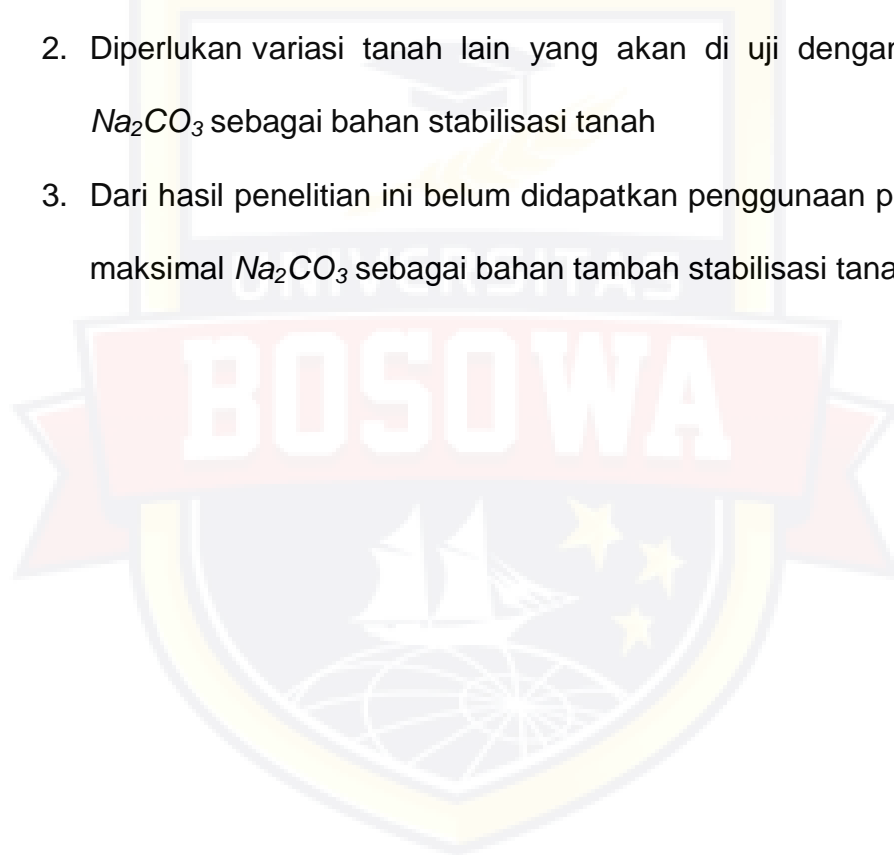 2. Diperlukan variasi tanah lain yang akan di uji dengan
Na₂CO₃ sebagai bahan stabilisasi tanah
3. Dari hasil penelitian ini belum didapatkan penggunaan
maksimal Na₂CO₃ sebagai bahan tambah stabilisasi
UNIVERSITAS
BOSOWA